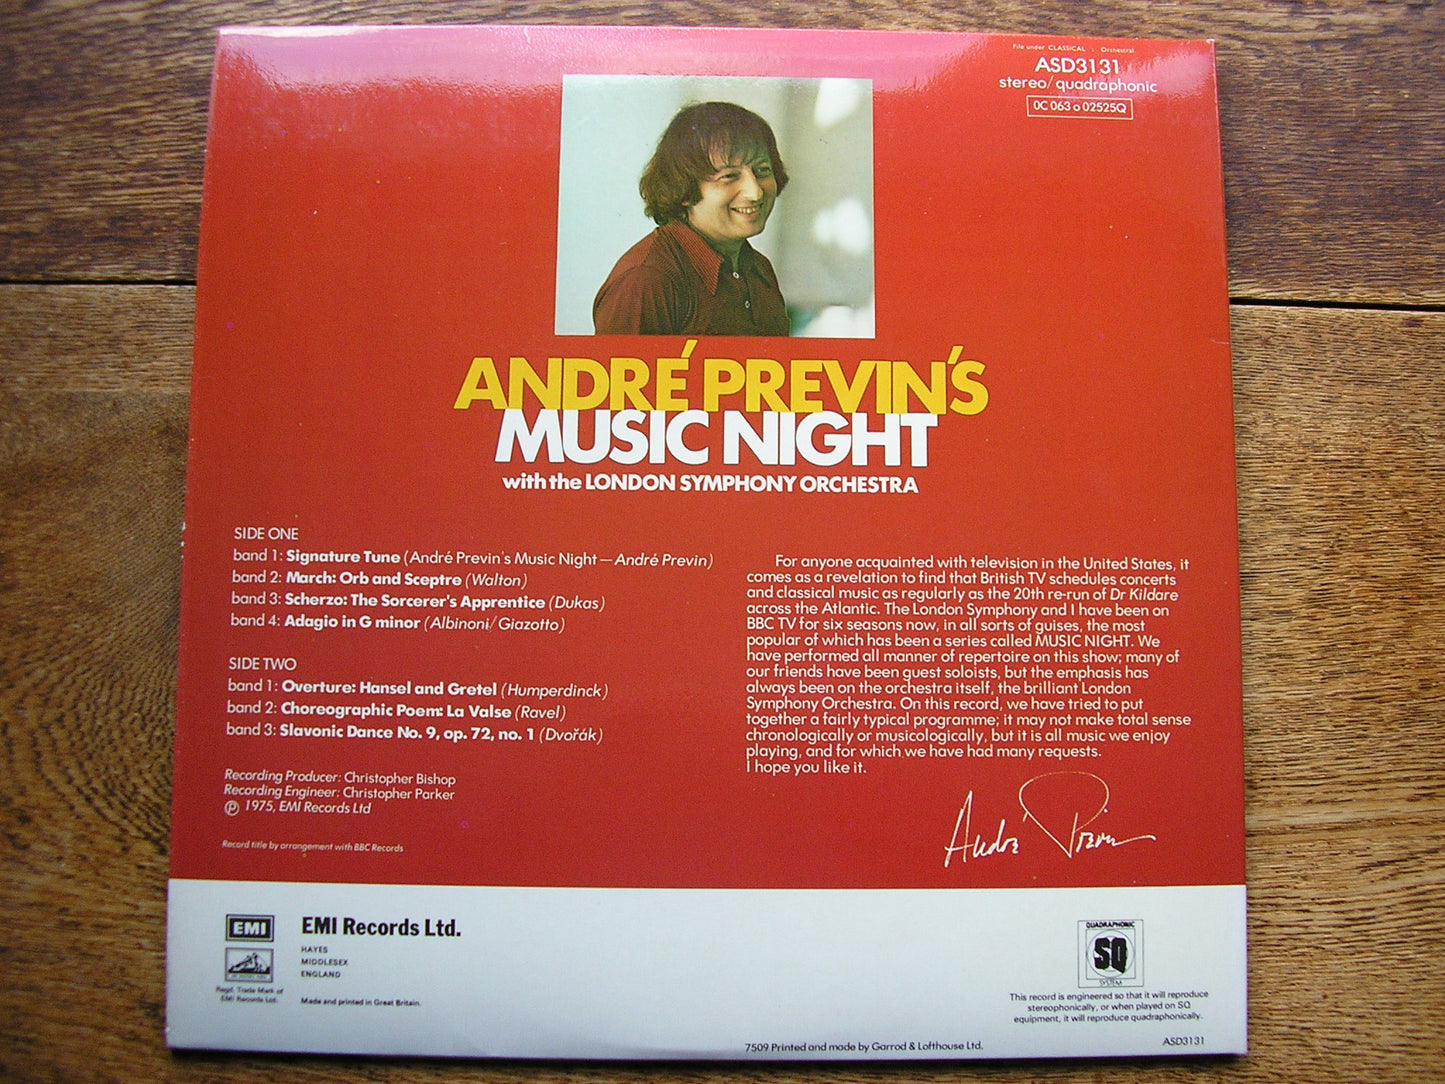 File under CLASSICAL : Orchestral
ASD3131
stereo/quadraphonic
0C 063 o 02525Q
ANDRÉ PREVIN'S
MUSIC NIGHT
with the LONDON SYMPHONY ORCHESTRA
SIDE ONE
band 1: Signature Tune (André Previn's Music Night — André Previn)
band 2: March: Orb and Sceptre (Walton)
band 3: Scherzo: The Sorcerer's Apprentice (Dukas)
band 4: Adagio in G minor (Albinoni/Giazotto)
SIDE TWO
band 1: Overture: Hansel and Gretel (Humperdinck)
band 2: Choreographic Poem: La Valse (Ravel)
band 3: Slavonic Dance No. 9, op. 72, no. 1 (Dvořák)
Recording Producer: Christopher Bishop
Recording Engineer: Christopher Parker
℗ 1975, EMI Records Ltd
Record title by arrangement with BBC Records
For anyone acquainted with television in the United States, it
comes as a revelation to find that British TV schedules concerts
and classical music as regularly as the 20th re-run of Dr Kildare
across the Atlantic. The London Symphony and I have been on
BBC TV for six seasons now, in all sorts of guises, the most
popular of which has been a series called MUSIC NIGHT. We
have performed all manner of repertoire on this show; many of
our friends have been guest soloists, but the emphasis has
always been on the orchestra itself, the brilliant London
Symphony Orchestra. On this record, we have tried to put
together a fairly typical programme; it may not make total sense
chronologically or musicologically, but it is all music we enjoy
playing, and for which we have had many requests.
I hope you like it.
André Previn
EMI
EMI Records Ltd.
HAYES
MIDDLESEX
ENGLAND
Regd. Trade Mark of
EMI Records Ltd.
Made and printed in Great Britain.
QUADRAPHONIC
SQ
SYSTEM
This record is engineered so that it will reproduce
stereophonically, or when played on SQ
equipment, it will reproduce quadraphonically.
7509 Printed and made by Garrod & Lofthouse Ltd.
ASD3131